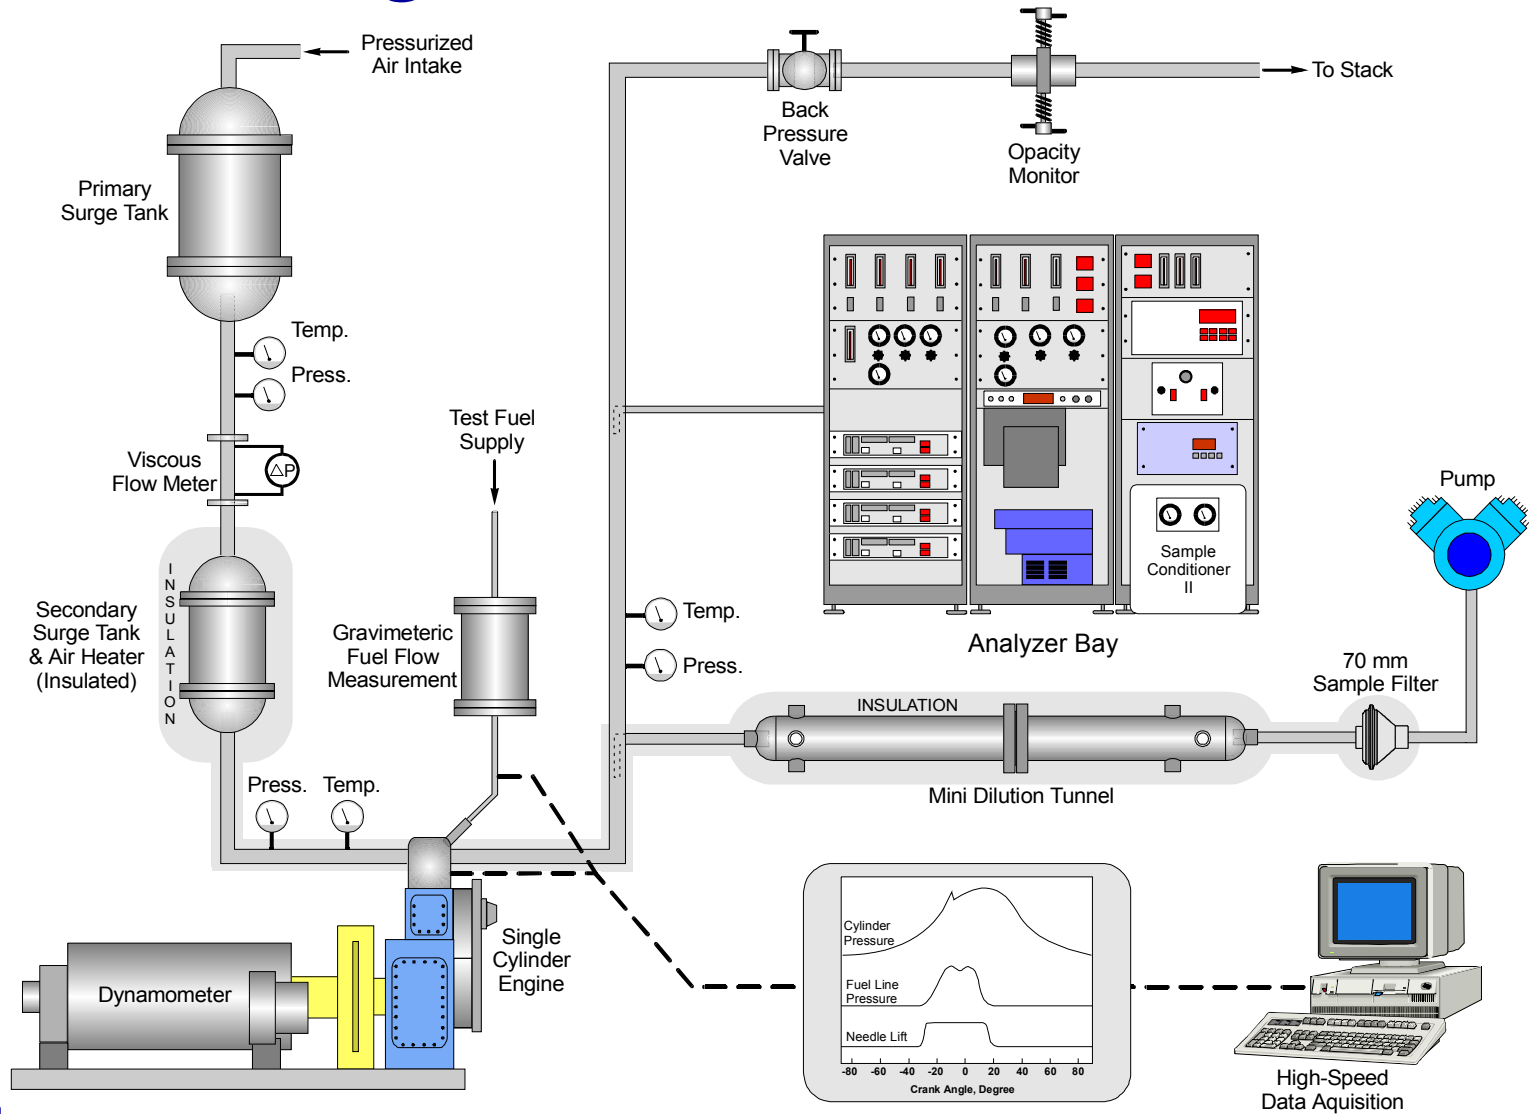 Pressurized
Air Intake
To Stack
Back
Pressure
Valve
Opacity
Monitor
Primary
Surge Tank
Temp.
Press.
Test Fuel
Supply
Viscous
Flow Meter
△P
Pump
Sample
Conditioner
II
INSULATION
Secondary
Surge Tank
& Air Heater
(Insulated)
Gravimeteric
Fuel Flow
Measurement
Temp.
Press.
Analyzer Bay
70 mm
Sample Filter
INSULATION
Mini Dilution Tunnel
Press.
Temp.
Single
Cylinder
Engine
Dynamometer
Cylinder
Pressure
Fuel Line
Pressure
Needle Lift
-80 -60 -40 -20 0 20 40 60 80
Crank Angle, Degree
High-Speed
Data Aquisition